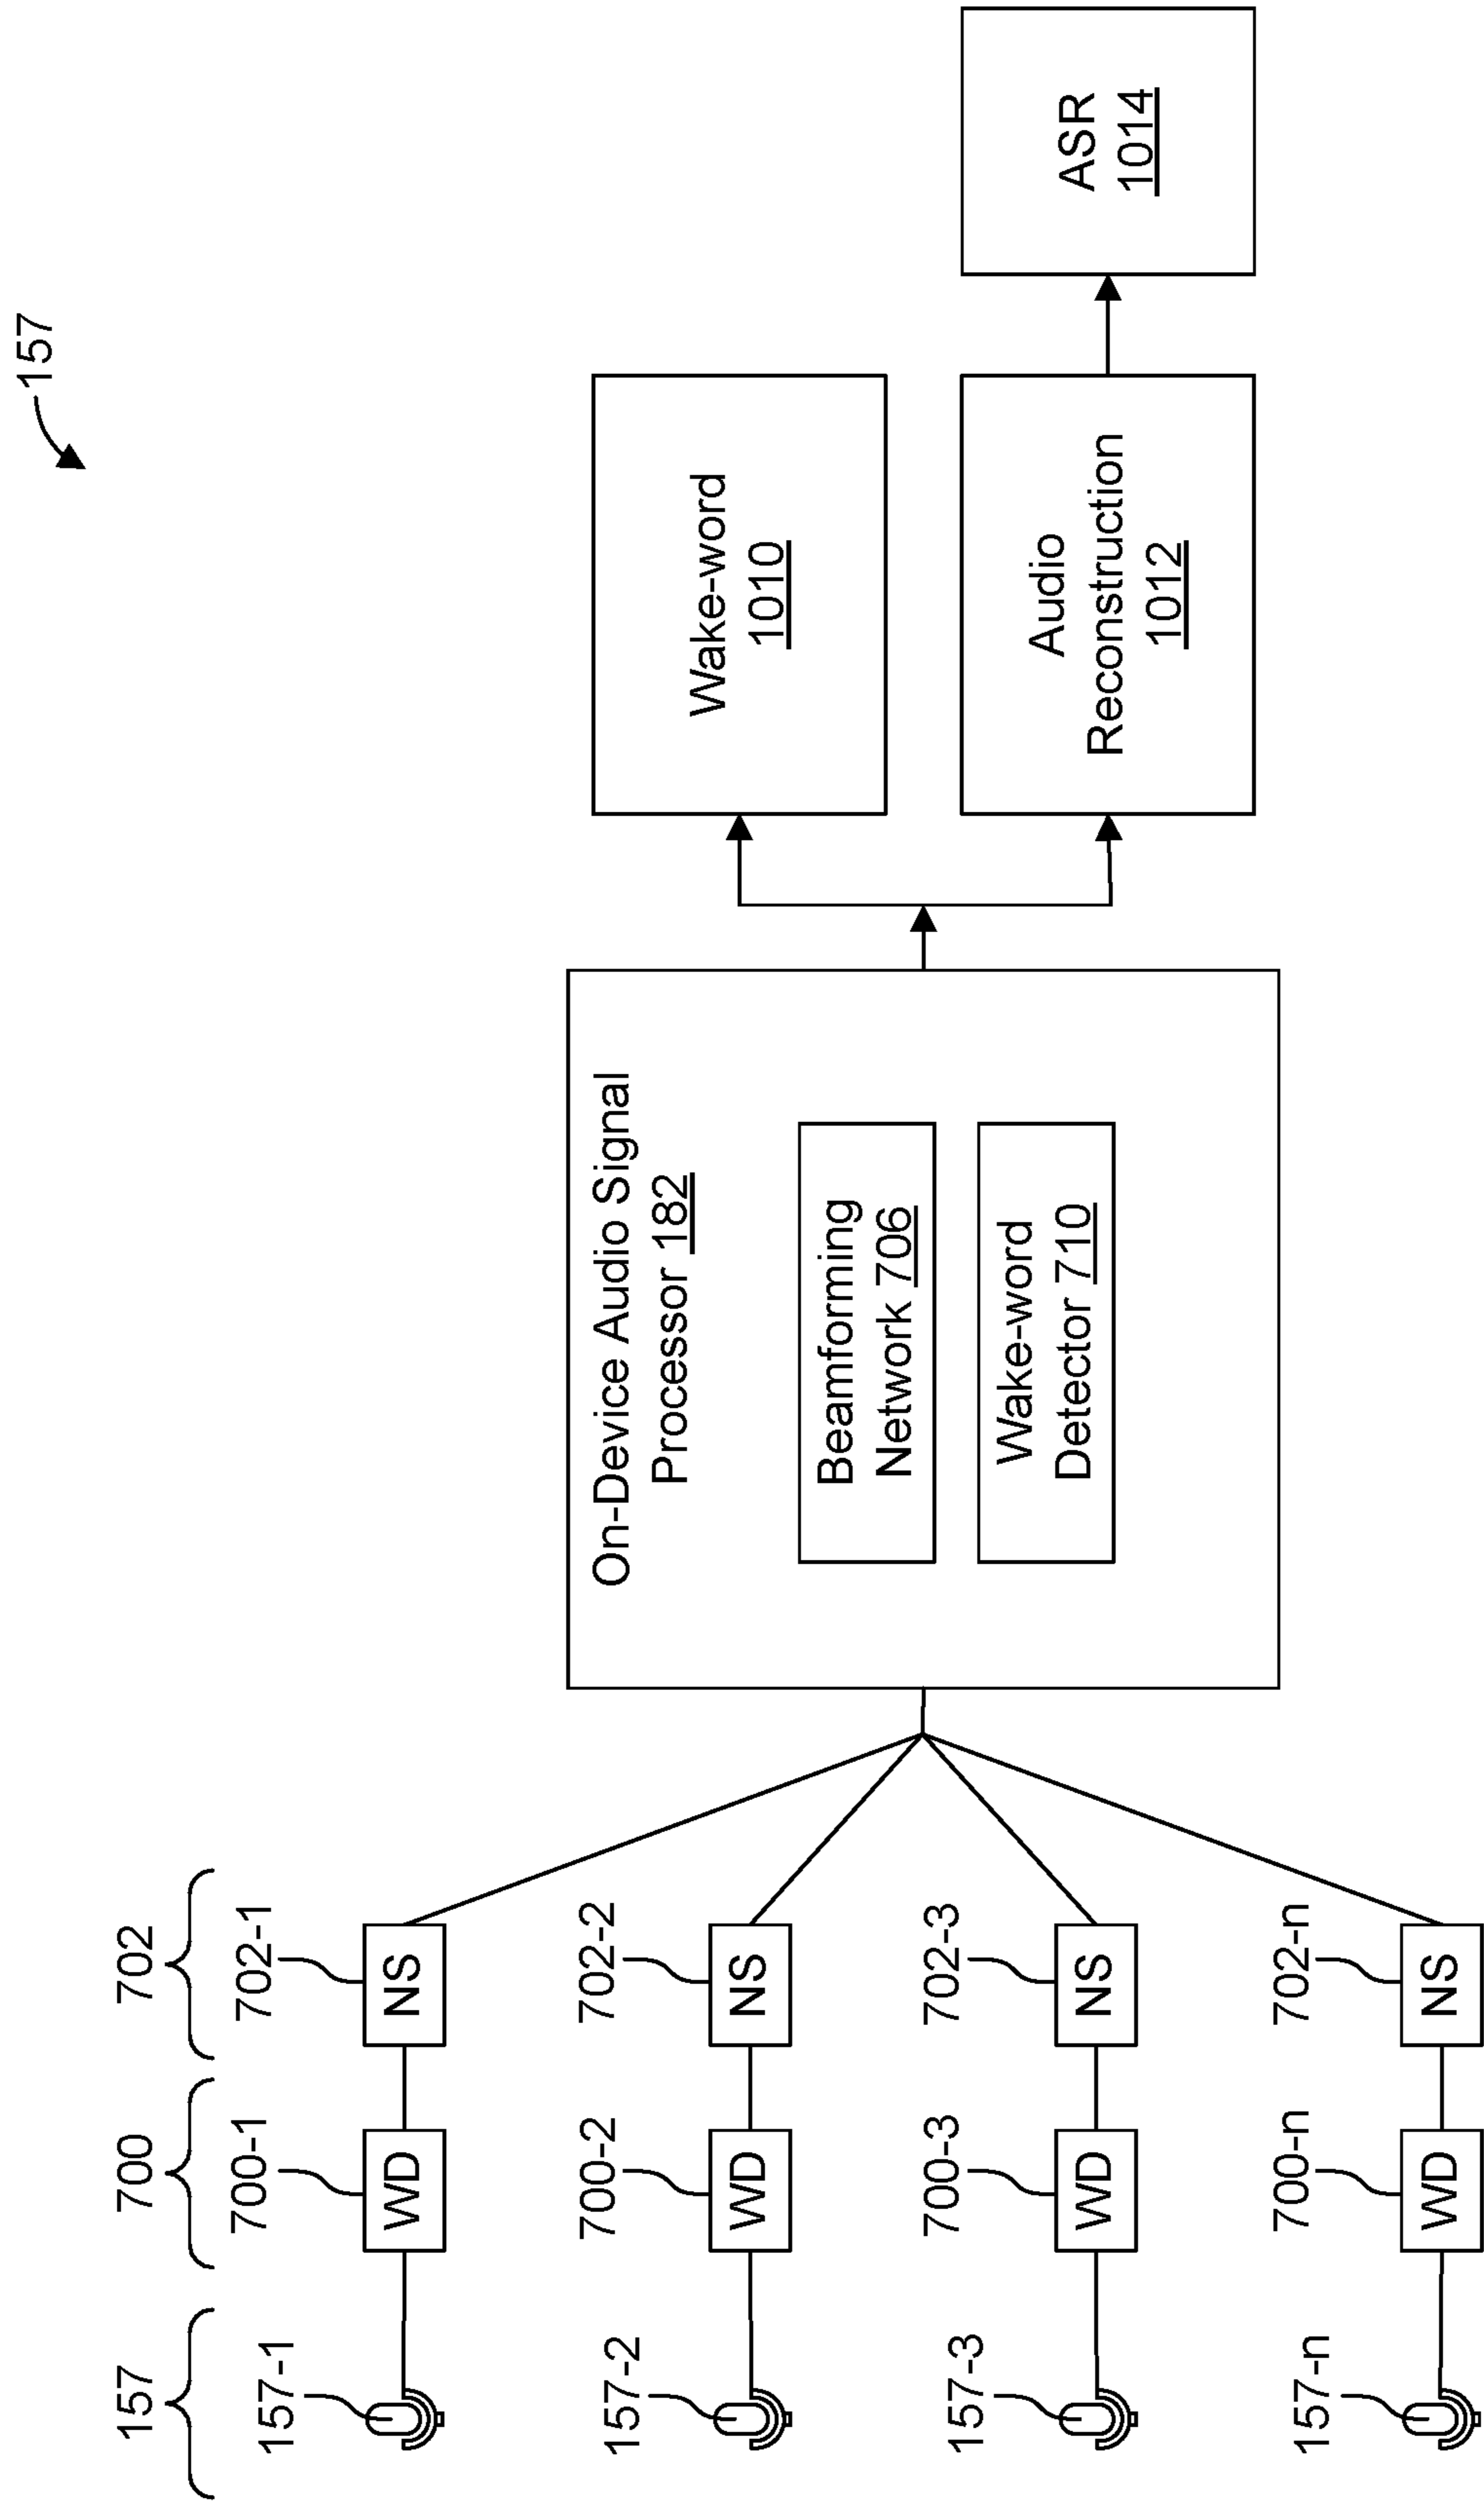 157
157
700
702
157-1
700-1
702-1
WD
NS
157-2
700-2
702-2
WD
NS
157-3
700-3
702-3
WD
NS
157-n
700-n
702-n
WD
NS
On-Device Audio Signal
Processor 182
Beamforming
Network 706
Wake-word
Detector 710
Wake-word
1010
Audio
Reconstruction
1012
ASR
1014